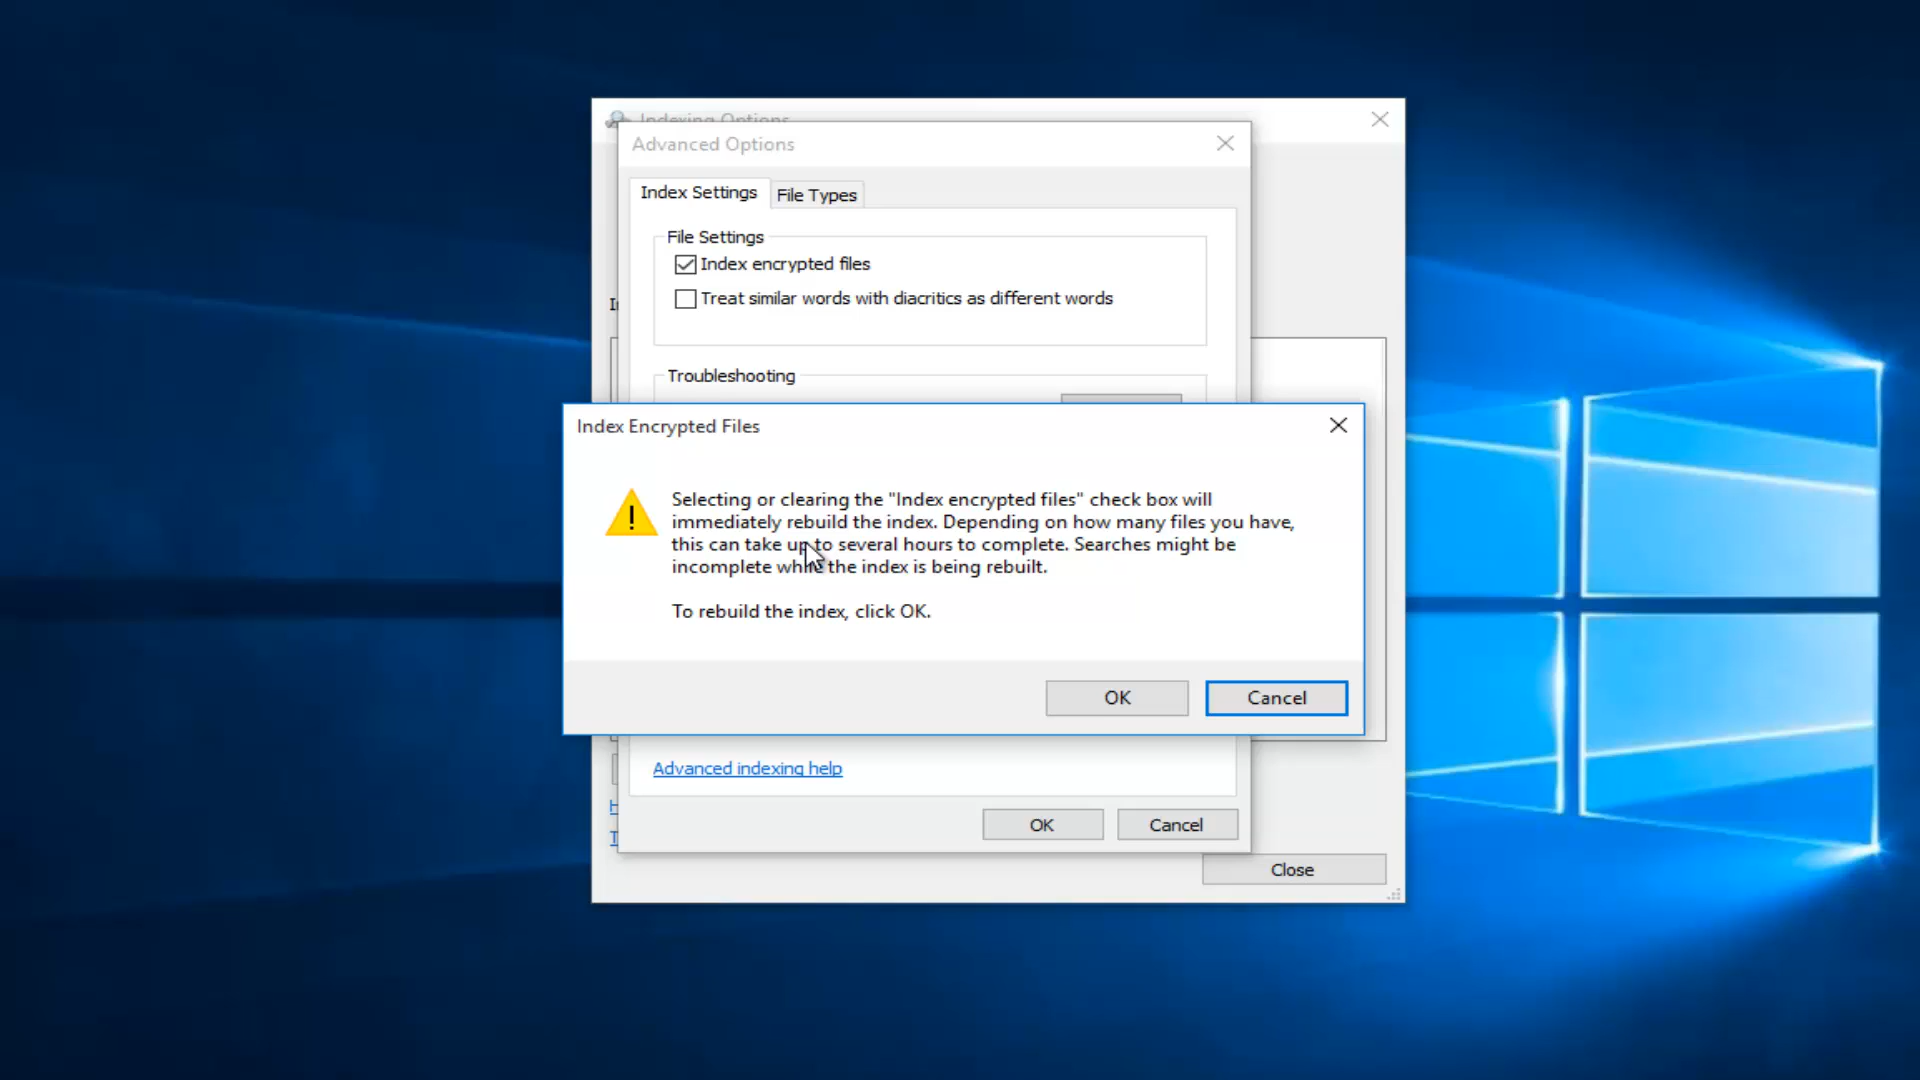 Indexing Options
Advanced Options
Index Settings
File Types
File Settings
Index encrypted files
Treat similar words with diacritics as different words
Troubleshooting
Index Encrypted Files
Selecting or clearing the "Index encrypted files" check box will
immediately rebuild the index. Depending on how many files you have,
this can take up to several hours to complete. Searches might be
incomplete while the index is being rebuilt.
To rebuild the index, click OK.
OK
Cancel
Advanced indexing help
OK
Cancel
Close